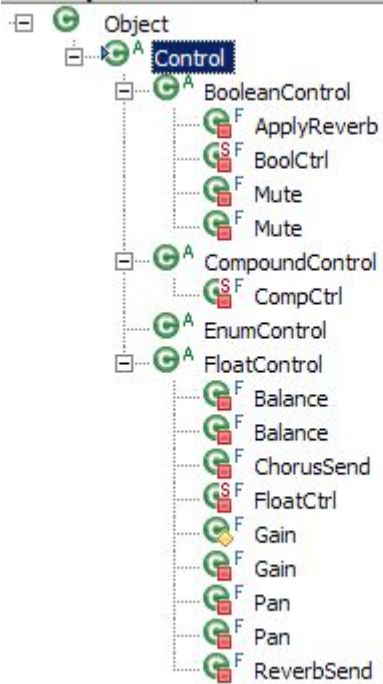 Object
A Control
A BooleanControl
F ApplyReverb
S F BoolCtrl
F Mute
F Mute
A CompoundControl
S F CompCtrl
A EnumControl
A FloatControl
F Balance
F Balance
F ChorusSend
S F FloatCtrl
F Gain
F Gain
F Pan
F Pan
F ReverbSend